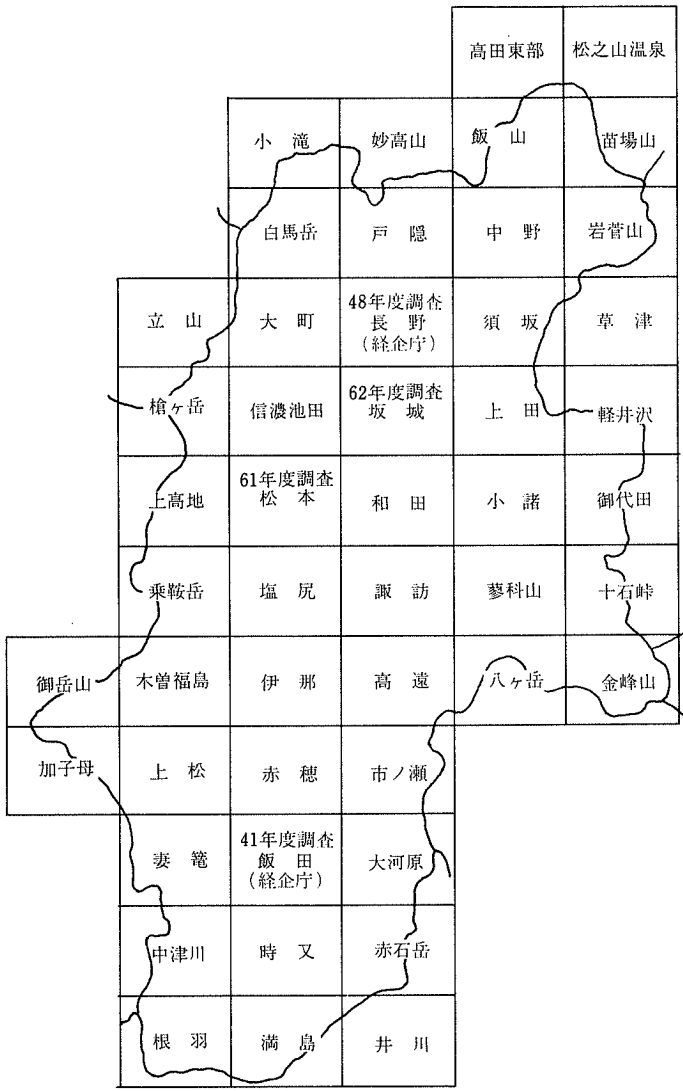 高田東部 松之山温泉
小滝 妙高山 飯山 苗場山
白馬岳 戸隠 中野 岩菅山
立山 大町 48年度調査 長野 (経企庁) 須坂 草津
槍ヶ岳 信濃池田 62年度調査 坂城 上田 軽井沢
上高地 61年度調査 松本 和田 小諸 御代田
乗鞍岳 塩尻 諏訪 蓼科山 十石峠
御岳山 木曽福島 伊那 高遠 八ヶ岳 金峰山
加子母 上松 赤穂 市ノ瀬
妻篭 41年度調査 飯田 (経企庁) 大河原
中津川 時又 赤石岳
根羽 満島 井川